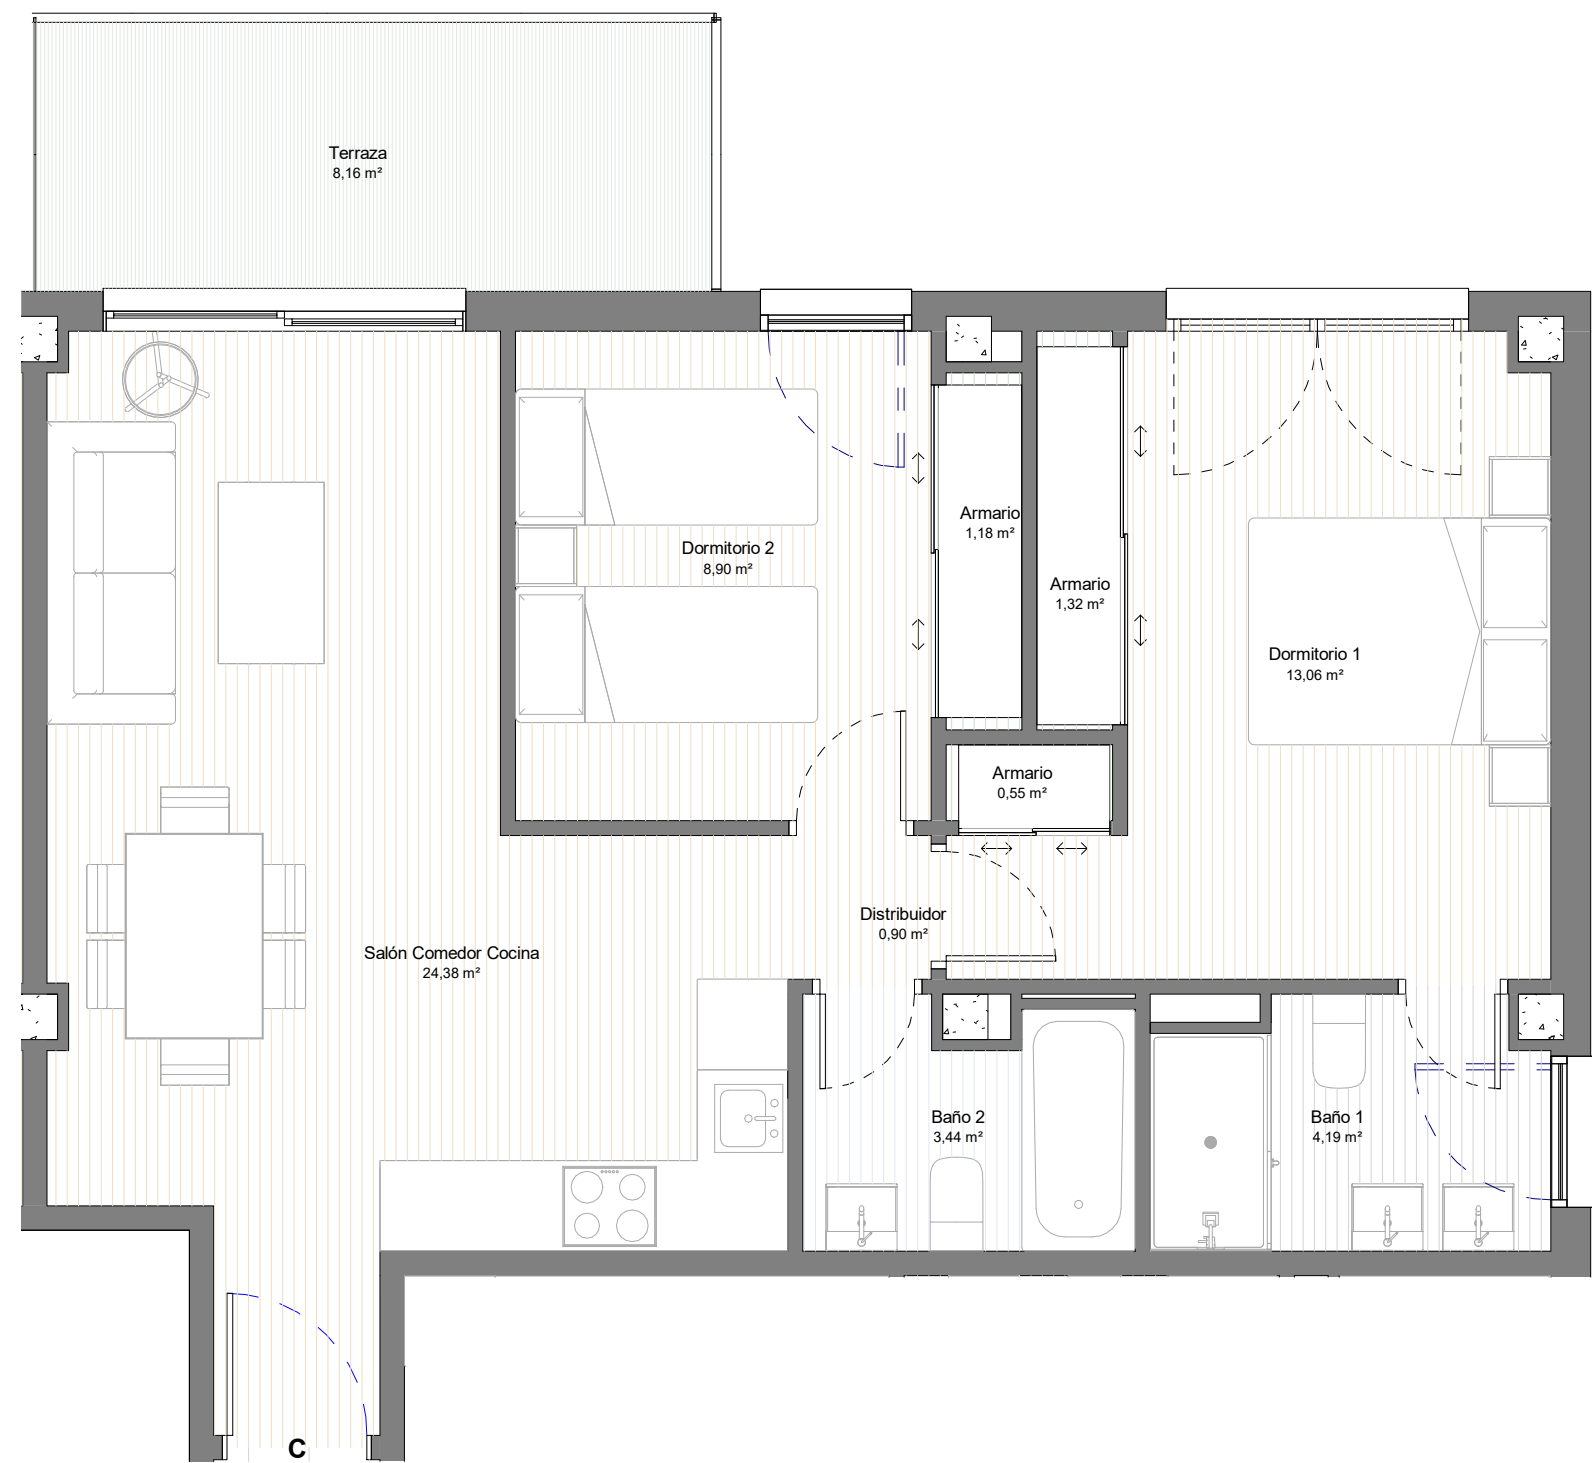 Terraza
8,16 m²
Armario
1,18 m²
Dormitorio 2
8,90 m²
Armario
1,32 m²
Dormitorio 1
13,06 m²
Armario
0,55 m²
Distribuidor
0,90 m²
Salón Comedor Cocina
24,38 m²
Baño 2
3,44 m²
Baño 1
4,19 m²
C